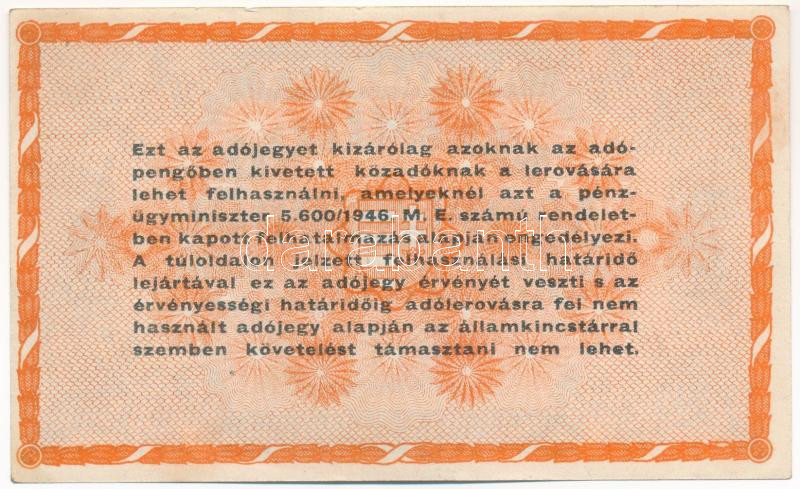 Ezt az adójegyet kizárólag azoknak az adó-
pengőben kivetett közadóknak a lerovására
lehet felhasználni, amelyeknél azt a pénz-
ügyminiszter 5.600/1946. M. E. számú rendelet-
ben kapott felhatalmazás alapján engedélyezi.
A túloldalon jelzett felhasználási határidő
lejártával ez az adójegy érvényét veszti s az
érvényességi határidőig adólerovásra fel nem
használt adójegy alapján az államkincstárral
szemben követelést támasztani nem lehet.
darabanth